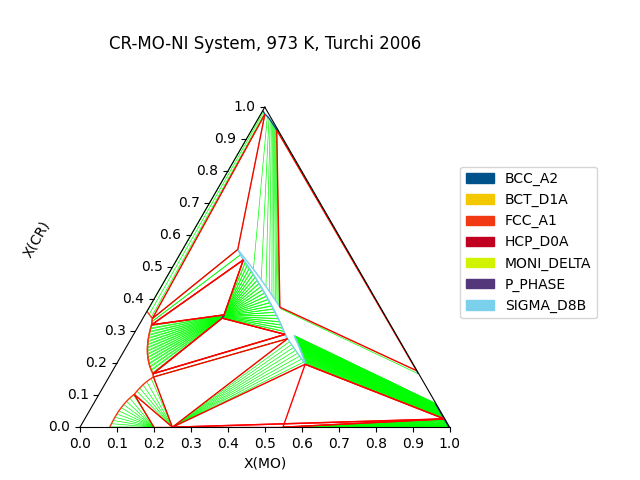 CR-MO-NI System, 973 K, Turchi 2006
1.0
0.9
0.8
0.7
0.6
0.5
0.4
0.3
0.2
0.1
0.0
X(CR)
0.0 0.1 0.2 0.3 0.4 0.5 0.6 0.7 0.8 0.9 1.0
X(MO)
BCC_A2
BCT_D1A
FCC_A1
HCP_D0A
MONI_DELTA
P_PHASE
SIGMA_D8B